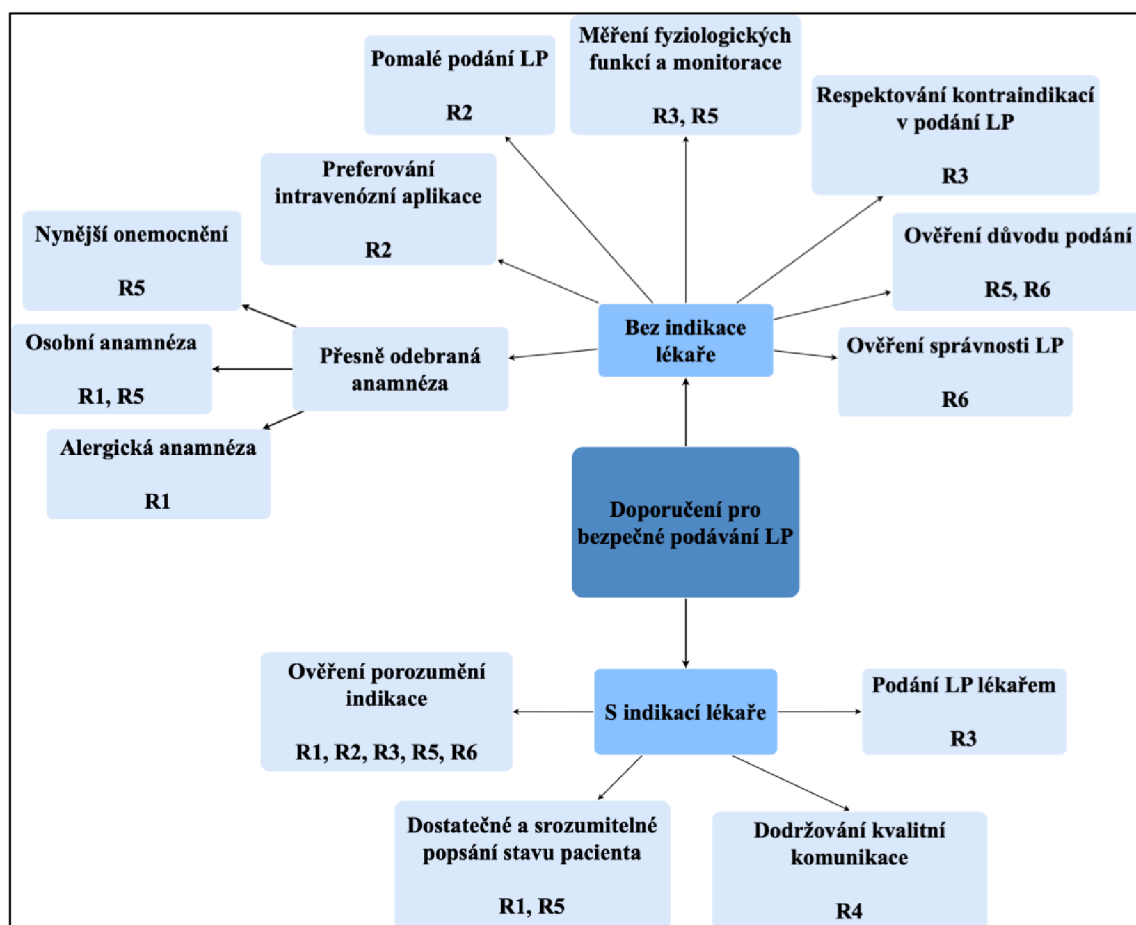 Pomalé podání LP
R2
Měření fyziologických
funkcí a monitorace
R3, R5
Respektování kontraindikací
v podání LP
R3
Preferování
intravenózní aplikace
R2
Nynější onemocnění
R5
Ověření důvodu podání
R5, R6
Osobní anamnéza
R1, R5
Přesně odebraná
anamnéza
Bez indikace
lékaře
Ověření správnosti LP
R6
Alergická anamnéza
R1
Doporučení pro
bezpečné podávání LP
Ověření porozumění
indikace
R1, R2, R3, R5, R6
S indikací lékaře
Podání LP lékařem
R3
Dostatečné a srozumitelné
popsání stavu pacienta
R1, R5
Dodržování kvalitní
komunikace
R4